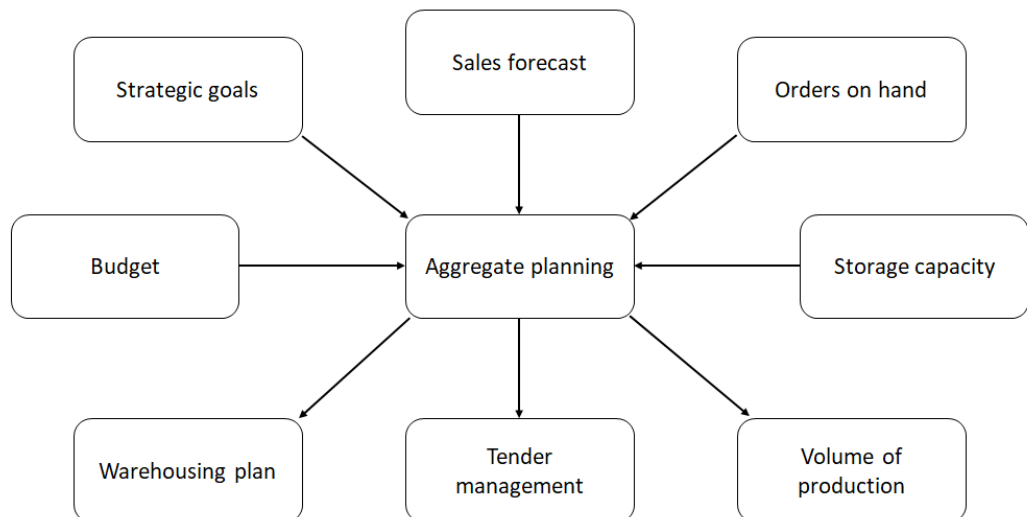 Sales forecast
Strategic goals
Orders on hand
Budget
Aggregate planning
Storage capacity
Warehousing plan
Tender
management
Volume of
production